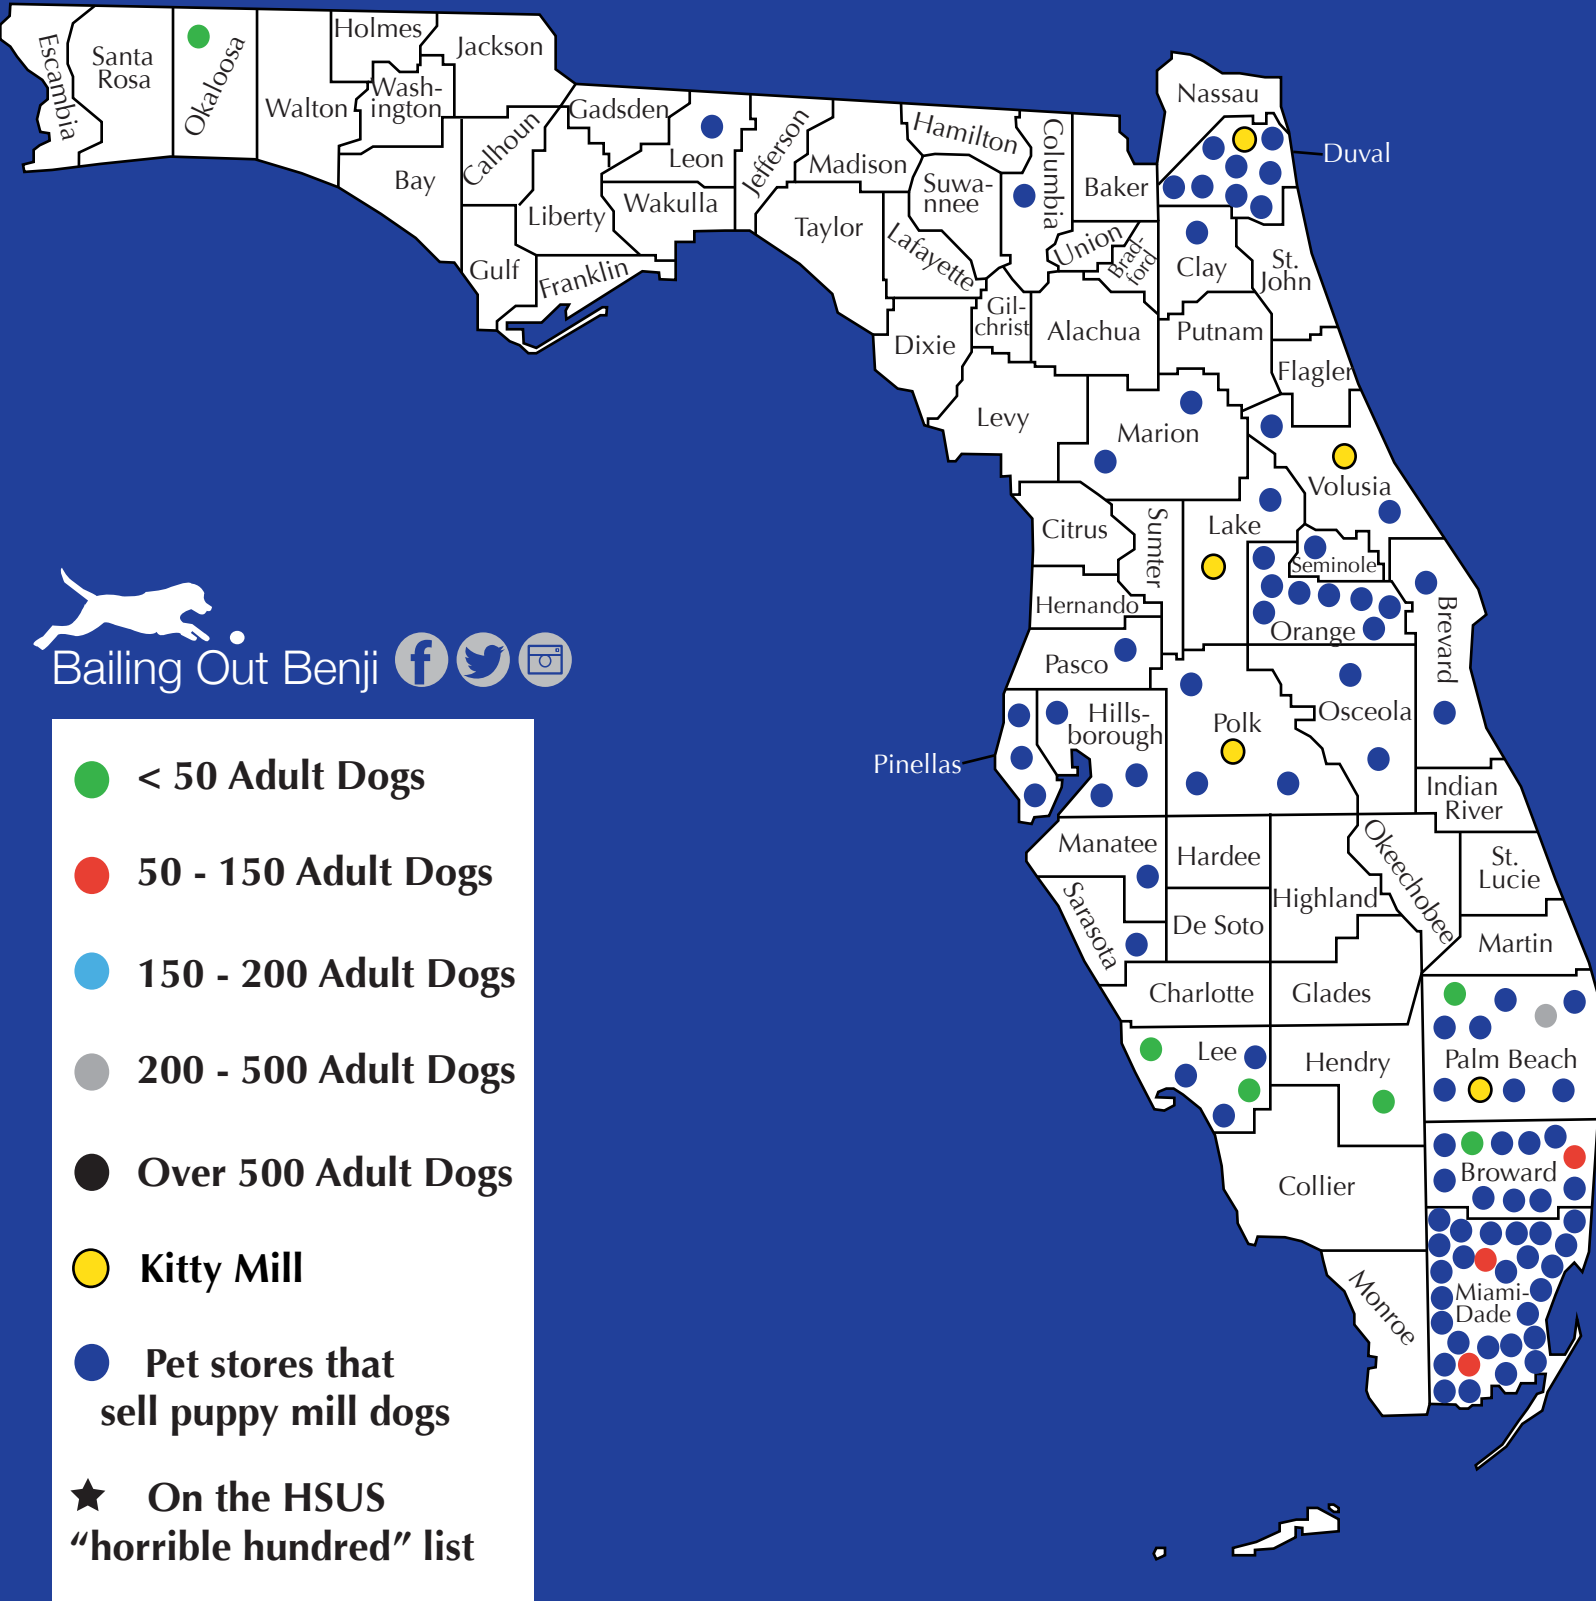 Holmes
Jackson
Escambia
Santa
Rosa
Okaloosa
Walton
Wash-
ington
Gadsden
Calhoun
Leon
Jefferson
Madison
Hamilton
Columbia
Nassau
Duval
Bay
Liberty
Wakulla
Taylor
Suwa-
nnee
Lafayette
Baker
Union
Brad-
ford
Clay
St.
John
Gulf
Franklin
Dixie
Gil-
christ
Alachua
Putnam
Flagler
Levy
Marion
Volusia
Citrus
Sumter
Lake
Seminole
Hernando
Orange
Brevard
Pasco
Pinellas
Hills-
borough
Polk
Osceola
Indian
River
Manatee
Hardee
Okeechobee
St.
Lucie
Sarasota
De Soto
Highland
Martin
Charlotte
Glades
Lee
Hendry
Palm Beach
Collier
Broward
Monroe
Miami-
Dade
Bailing Out Benji
f
< 50 Adult Dogs
50 - 150 Adult Dogs
150 - 200 Adult Dogs
200 - 500 Adult Dogs
Over 500 Adult Dogs
Kitty Mill
Pet stores that
sell puppy mill dogs
On the HSUS
“horrible hundred” list